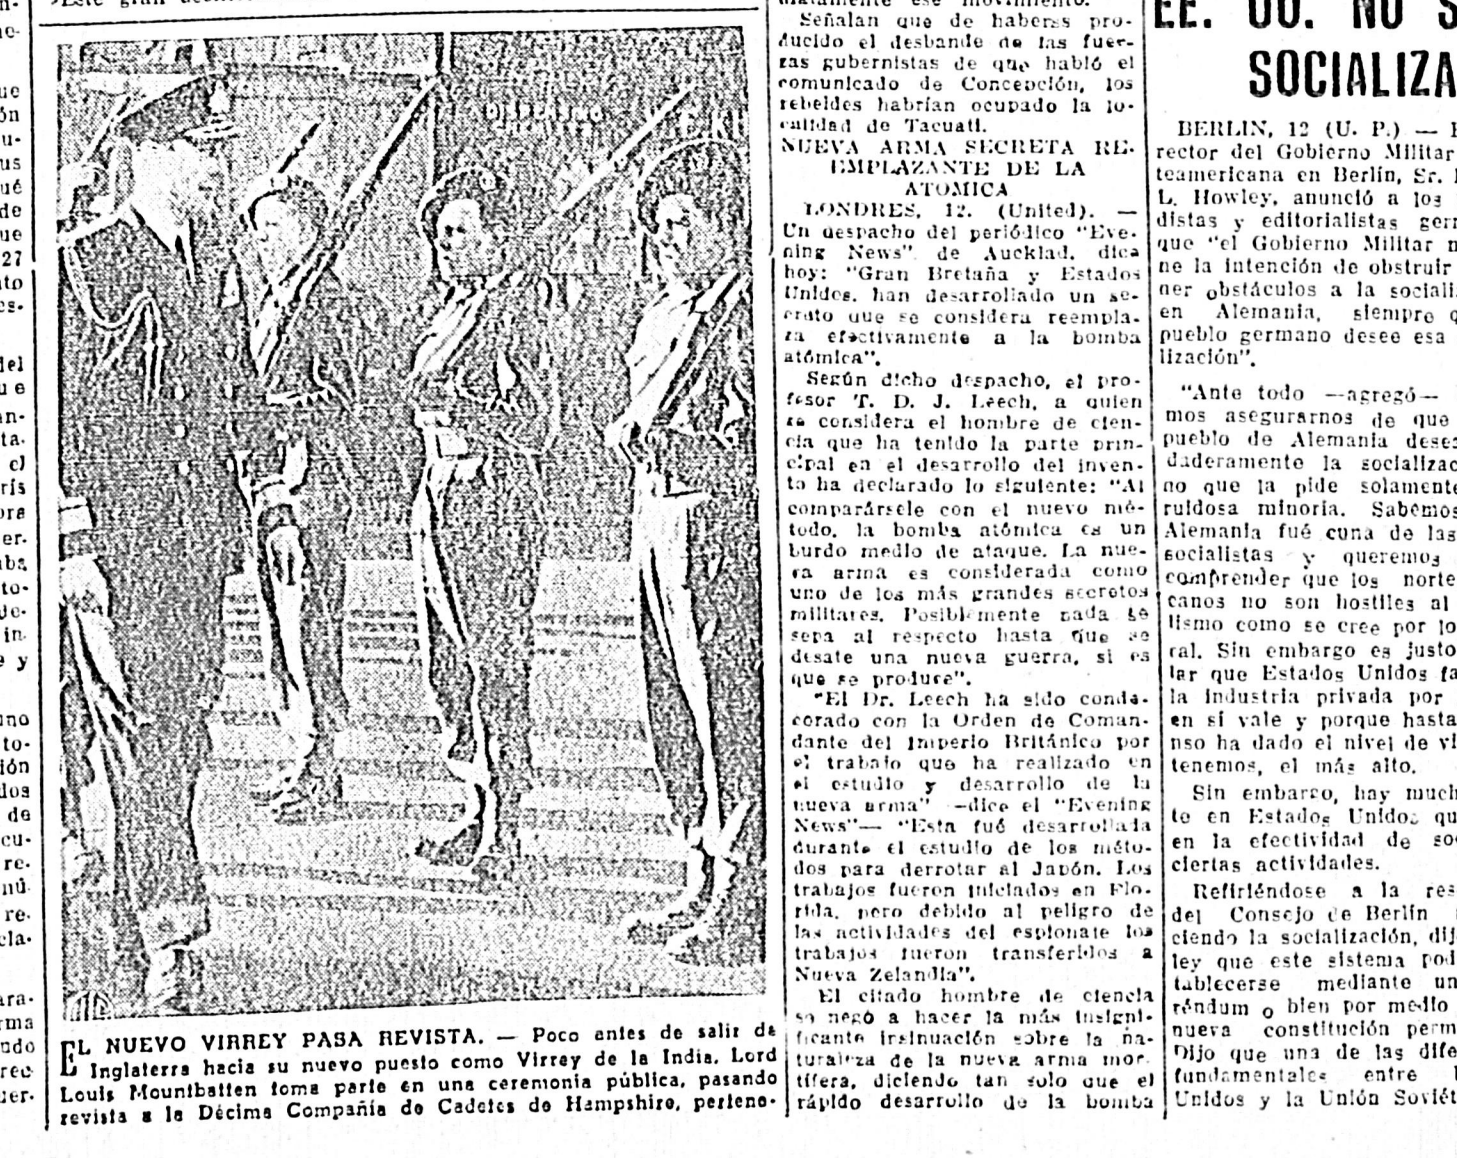 Señalan que de haberes pro-
ducido el desbande de las fuer-
zas gubernistas de que habló el
comunicado de Concepción, los
rebeldes habrían ocupado la lo-
calidad de Tacuati.
NUEVA ARMA SECRETA RE-
EMPLAZANTE DE LA
ATOMICA
LONDRES, 12. (United). —
Un despacho del periódico "Eve-
ning News" de Aucklad, dice
hoy: "Gran Bretaña y Estados
Unidos, han desarrollado un se-
creto que se considera reempla-
za efectivamente a la bomba
atómica".
Según dicho despacho, el pro-
fesor T. D. J. Leech, a quien
se considera el hombre de cien-
cia que ha tenido la parte prin-
cipal en el desarrollo del inven-
to ha declarado lo siguiente: "Al
comparársele con el nuevo mé-
todo, la bomba atómica es un
burdo medio de ataque. La nue-
va arma es considerada como
uno de los más grandes secretos
militares. Posiblemente nada se
sepa al respecto hasta que se
desate una nueva guerra, si es
que se produce".
"El Dr. Leech ha sido conde-
corado con la Orden de Coman-
dante del Imperio Británico por
el trabajo que ha realizado en
el estudio y desarrollo de la
nueva arma" —dice el "Evening
News"— "Esta fué desarrollada
durante el estudio de los méto-
dos para derrotar al Japón. Los
trabajos fueron iniciados en Flo-
rida, pero debido al peligro de
las actividades del espionaje los
trabajos fueron transferidos a
Nueva Zelandia".
El citado hombre de ciencia
se negó a hacer la más insigni-
ficante insinuación sobre la na-
turaleza de la nueva arma mor-
tífera, diciendo tan solo que el
rápido desarrollo de la bomba
EL NUEVO VIRREY PASA REVISTA. — Poco antes de salir de
Inglaterra hacia su nuevo puesto como Virrey de la India, Lord
Louis Mountbatten toma parte en una ceremonia pública, pasando
revista a la Décima Compañía de Cadetes de Hampshire, pertene-
EE. UU. NO S
SOCIALIZA
BERLIN, 12 (U. P.) —
rector del Gobierno Militar
teamericana en Berlín, Sr.
L. Howley, anunció a los
distas y editorialistas ger
que "el Gobierno Militar n
ne la intención de obstruir
ner obstáculos a la sociali
en Alemania, siempre q
pueblo germano desee esa
lización".
"Ante todo —agregó—
mos asegurarnos de que
pueblo de Alemania dese
daderamente la socializac
no que la pide solamente
ruidosa minoria. Sabemos
Alemania fué cuna de las
socialistas y queremos
comprender que los norte
canos no son hostiles al
lismo como se cree por lo
ral. Sin embargo es justo
lar que Estados Unidos fa
la industria privada por
en sí vale y porque hasta
nso ha dado el nivel de vi
tenemos, el más alto.
Sin embargo, hay much
te en Estados Unidos qu
en la efectividad de so
ciertas actividades.
Refiriéndose a la res
del Consejo de Berlín
ciendo la socialización, dij
ley que este sistema pod
tablecerse mediante un
réndum o bien por medio
nueva constitución perm
Dijo que una de las dife
fundamentales entre
Unidos y la Unión Soviét